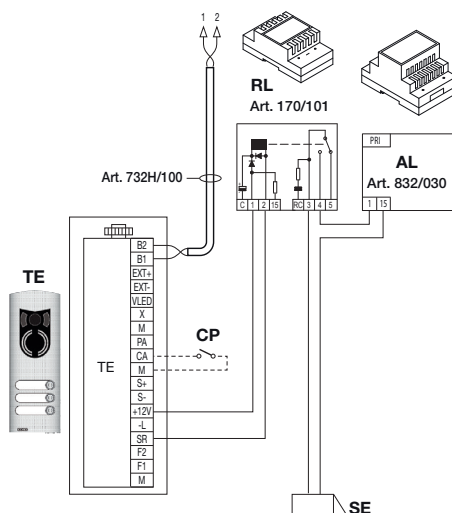 1 2
RL
Art. 170/101
PRI
AL
Art. 832/030
1 15
C 1 2 15 RC 3 4 5
Art. 732H/100
TE
TE
B2
B1
EXT+
EXT-
VLED
X
M
PA
CA
M
S+
S-
+12V
-L
SR
F2
F1
M
CP
SE